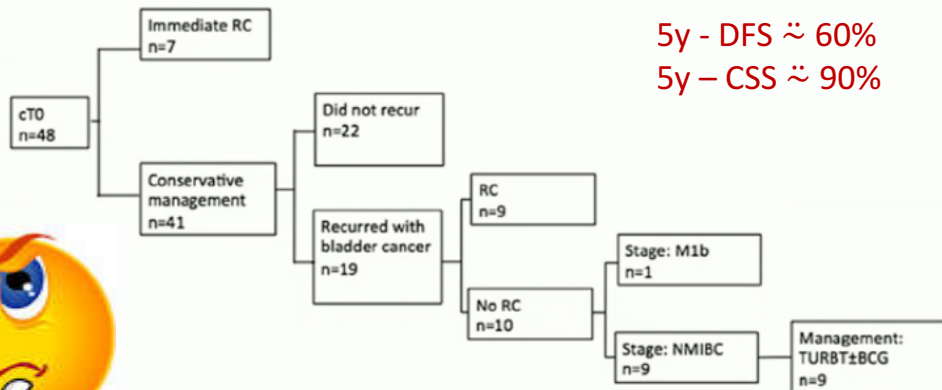 Immediate RC
n=7
5y - DFS ≈ 60%
5y – CSS ≈ 90%
cT0
n=48
Did not recur
n=22
Conservative
management
n=41
RC
n=9
Recurred with
bladder cancer
n=19
Stage: M1b
n=1
No RC
n=10
Stage: NMIBC
n=9
Management:
TURBT±BCG
n=9